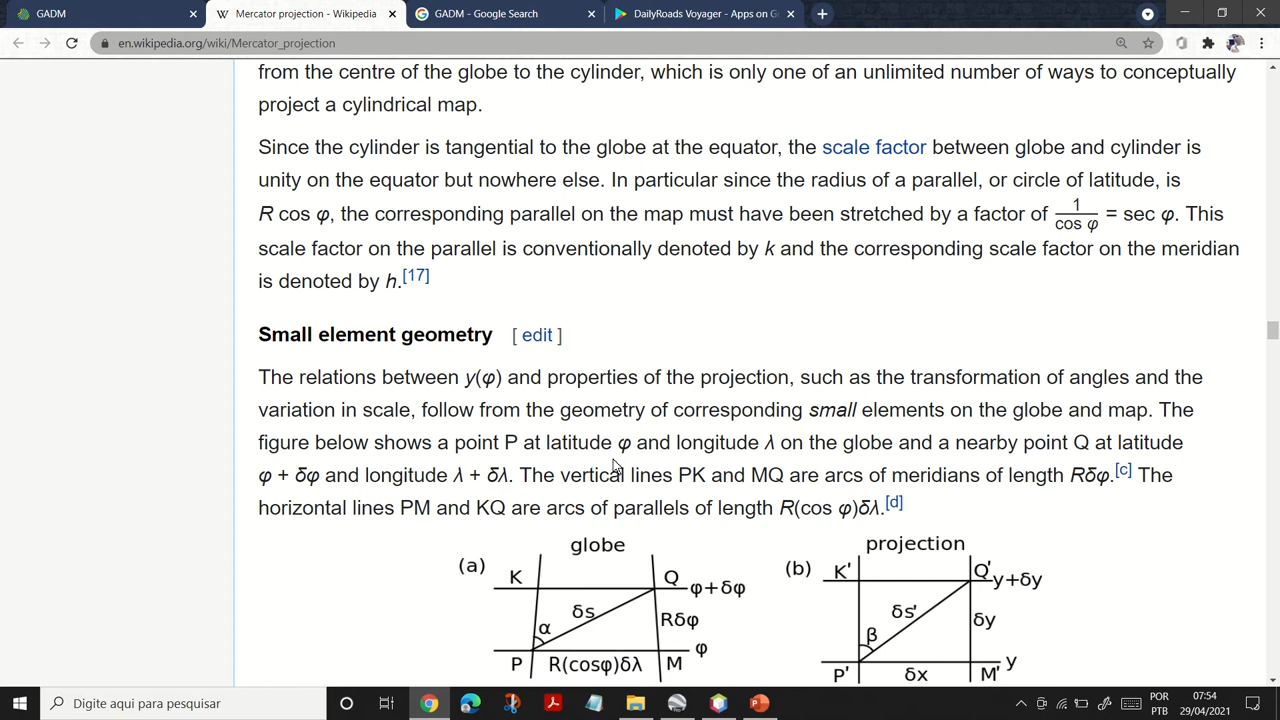 GADM
Mercator projection - Wikipedia
GADM - Google Search
DailyRoads Voyager - Apps on G
en.wikipedia.org/wiki/Mercator_projection
from the centre of the globe to the cylinder, which is only one of an unlimited number of ways to conceptually
project a cylindrical map.
Since the cylinder is tangential to the globe at the equator, the scale factor between globe and cylinder is
unity on the equator but nowhere else. In particular since the radius of a parallel, or circle of latitude, is
R cos φ, the corresponding parallel on the map must have been stretched by a factor of 1/cos φ = sec φ. This
scale factor on the parallel is conventionally denoted by k and the corresponding scale factor on the meridian
is denoted by h.[17]
Small element geometry [ edit ]
The relations between y(φ) and properties of the projection, such as the transformation of angles and the
variation in scale, follow from the geometry of corresponding small elements on the globe and map. The
figure below shows a point P at latitude φ and longitude λ on the globe and a nearby point Q at latitude
φ + δφ and longitude λ + δλ. The vertical lines PK and MQ are arcs of meridians of length Rδφ.[c] The
horizontal lines PM and KQ are arcs of parallels of length R(cos φ)δλ.[d]
(a)
globe
K
Q
φ+δφ
δs
Rδφ
α
P
R(cosφ)δλ
M
φ
(b)
projection
K'
Q'
y+δy
δs'
δy
β
P'
δx
M'
y
Digite aqui para pesquisar
POR
PTB
07:54
29/04/2021